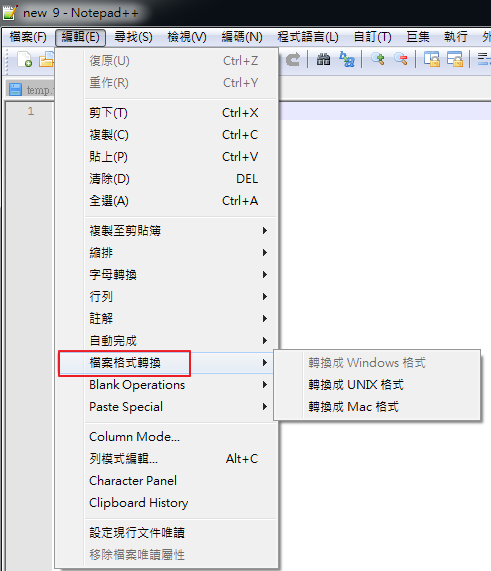 new 9 - Notepad++
檔案(F) 編輯(E) 尋找(S) 檢視(V) 編碼(N) 程式語言(L) 自訂(T) 巨集 執行 外
temp.
1
復原(U) Ctrl+Z
重作(R) Ctrl+Y
剪下(T) Ctrl+X
複製(C) Ctrl+C
貼上(P) Ctrl+V
清除(D) DEL
全選(A) Ctrl+A
複製至剪貼簿
縮排
字母轉換
行列
註解
自動完成
檔案格式轉換
轉換成 Windows 格式
Blank Operations
轉換成 UNIX 格式
Paste Special
轉換成 Mac 格式
Column Mode...
列模式編輯... Alt+C
Character Panel
Clipboard History
設定現行文件唯讀
移除檔案唯讀屬性